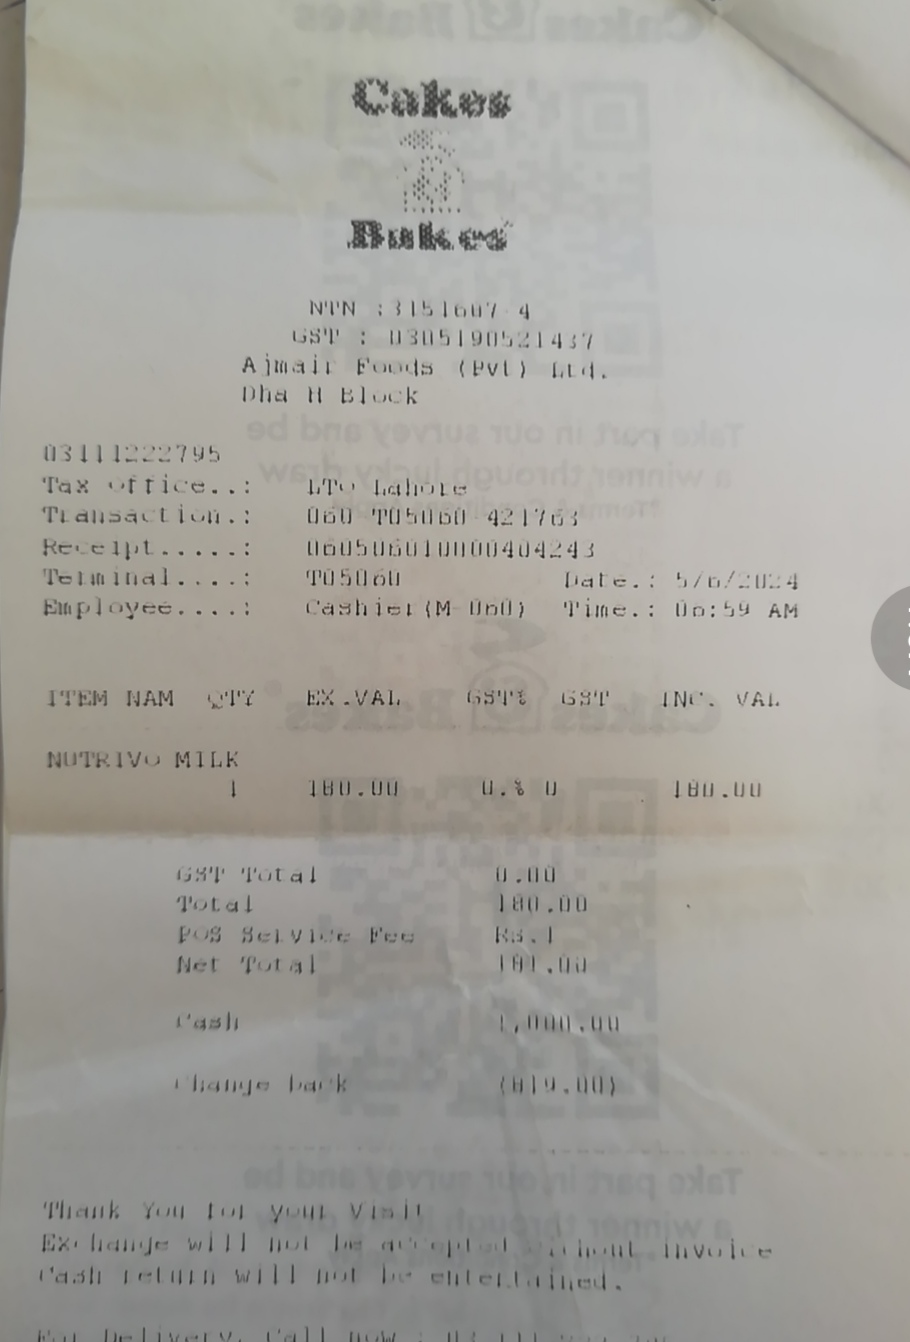 Cakes
Bakes
NTN :3151607-4
GST : 0305190521437
Ajmair Foods (Pvt) Ltd.
Dha H Block
03111222795
Tax office..: LTO Lahore
Transaction.: 060-T05060-421763
Receipt.....: 0605060100000404243
Terminal....: T05060 Date.: 5/6/2024
Employee....: Cashier(M-060) Time.: 06:59 AM
ITEM NAM QTY EX.VAL GST% GST INC. VAL
NUTRIVO MILK
1 180.00 0.% 0 180.00
GST Total 0.00
Total 180.00
POS Service Fee Rs.1
Net Total 181.00
Cash 1,000.00
Change back (819.00)
Thank You for your Visit
Exchange will not be accepted without invoice
Cash return will not be entertained.
For Delivery, Call now :